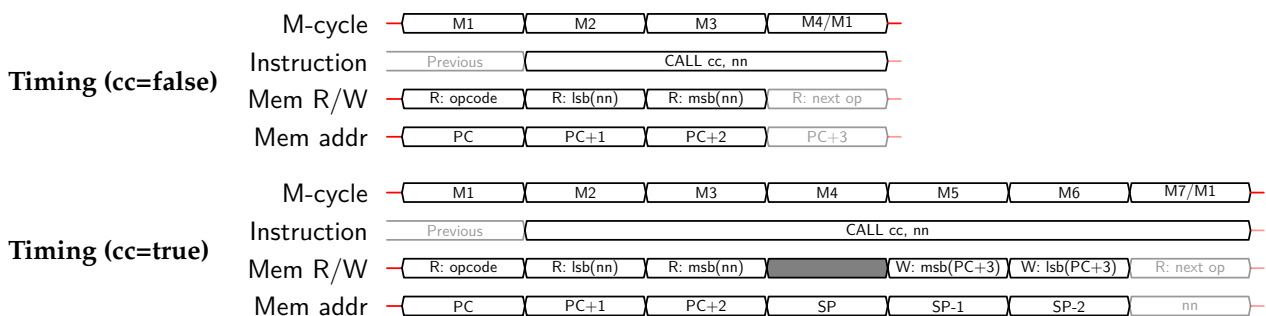 M-cycle M1 M2 M3 M4/M1
Instruction Previous CALL cc, nn
Timing (cc=false)
Mem R/W R: opcode R: lsb(nn) R: msb(nn) R: next op
Mem addr PC PC+1 PC+2 PC+3
M-cycle M1 M2 M3 M4 M5 M6 M7/M1
Instruction Previous CALL cc, nn
Timing (cc=true)
Mem R/W R: opcode R: lsb(nn) R: msb(nn) W: msb(PC+3) W: lsb(PC+3) R: next op
Mem addr PC PC+1 PC+2 SP SP-1 SP-2 nn